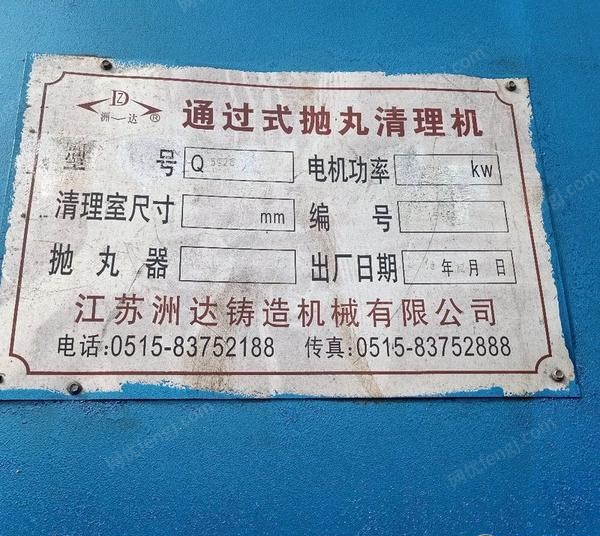 洲一达®
通过式抛丸清理机
型号 Q 电机功率 kw
清理室尺寸 mm 编号
抛丸器 出厂日期 年 月 日
江苏洲达铸造机械有限公司
电话:0515-83752188 传真:0515-83752888